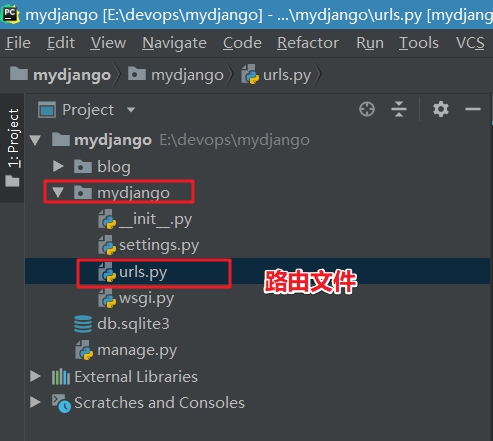 PC mydjango [E:\devops\mydjango] - ...\mydjango\urls.py [mydjang
File Edit View Navigate Code Refactor Run Tools VCS
mydjango mydjango urls.py
1: Project
Project
mydjango E:\devops\mydjango
blog
mydjango
__init__.py
settings.py
urls.py 路由文件
wsgi.py
db.sqlite3
manage.py
External Libraries
Scratches and Consoles